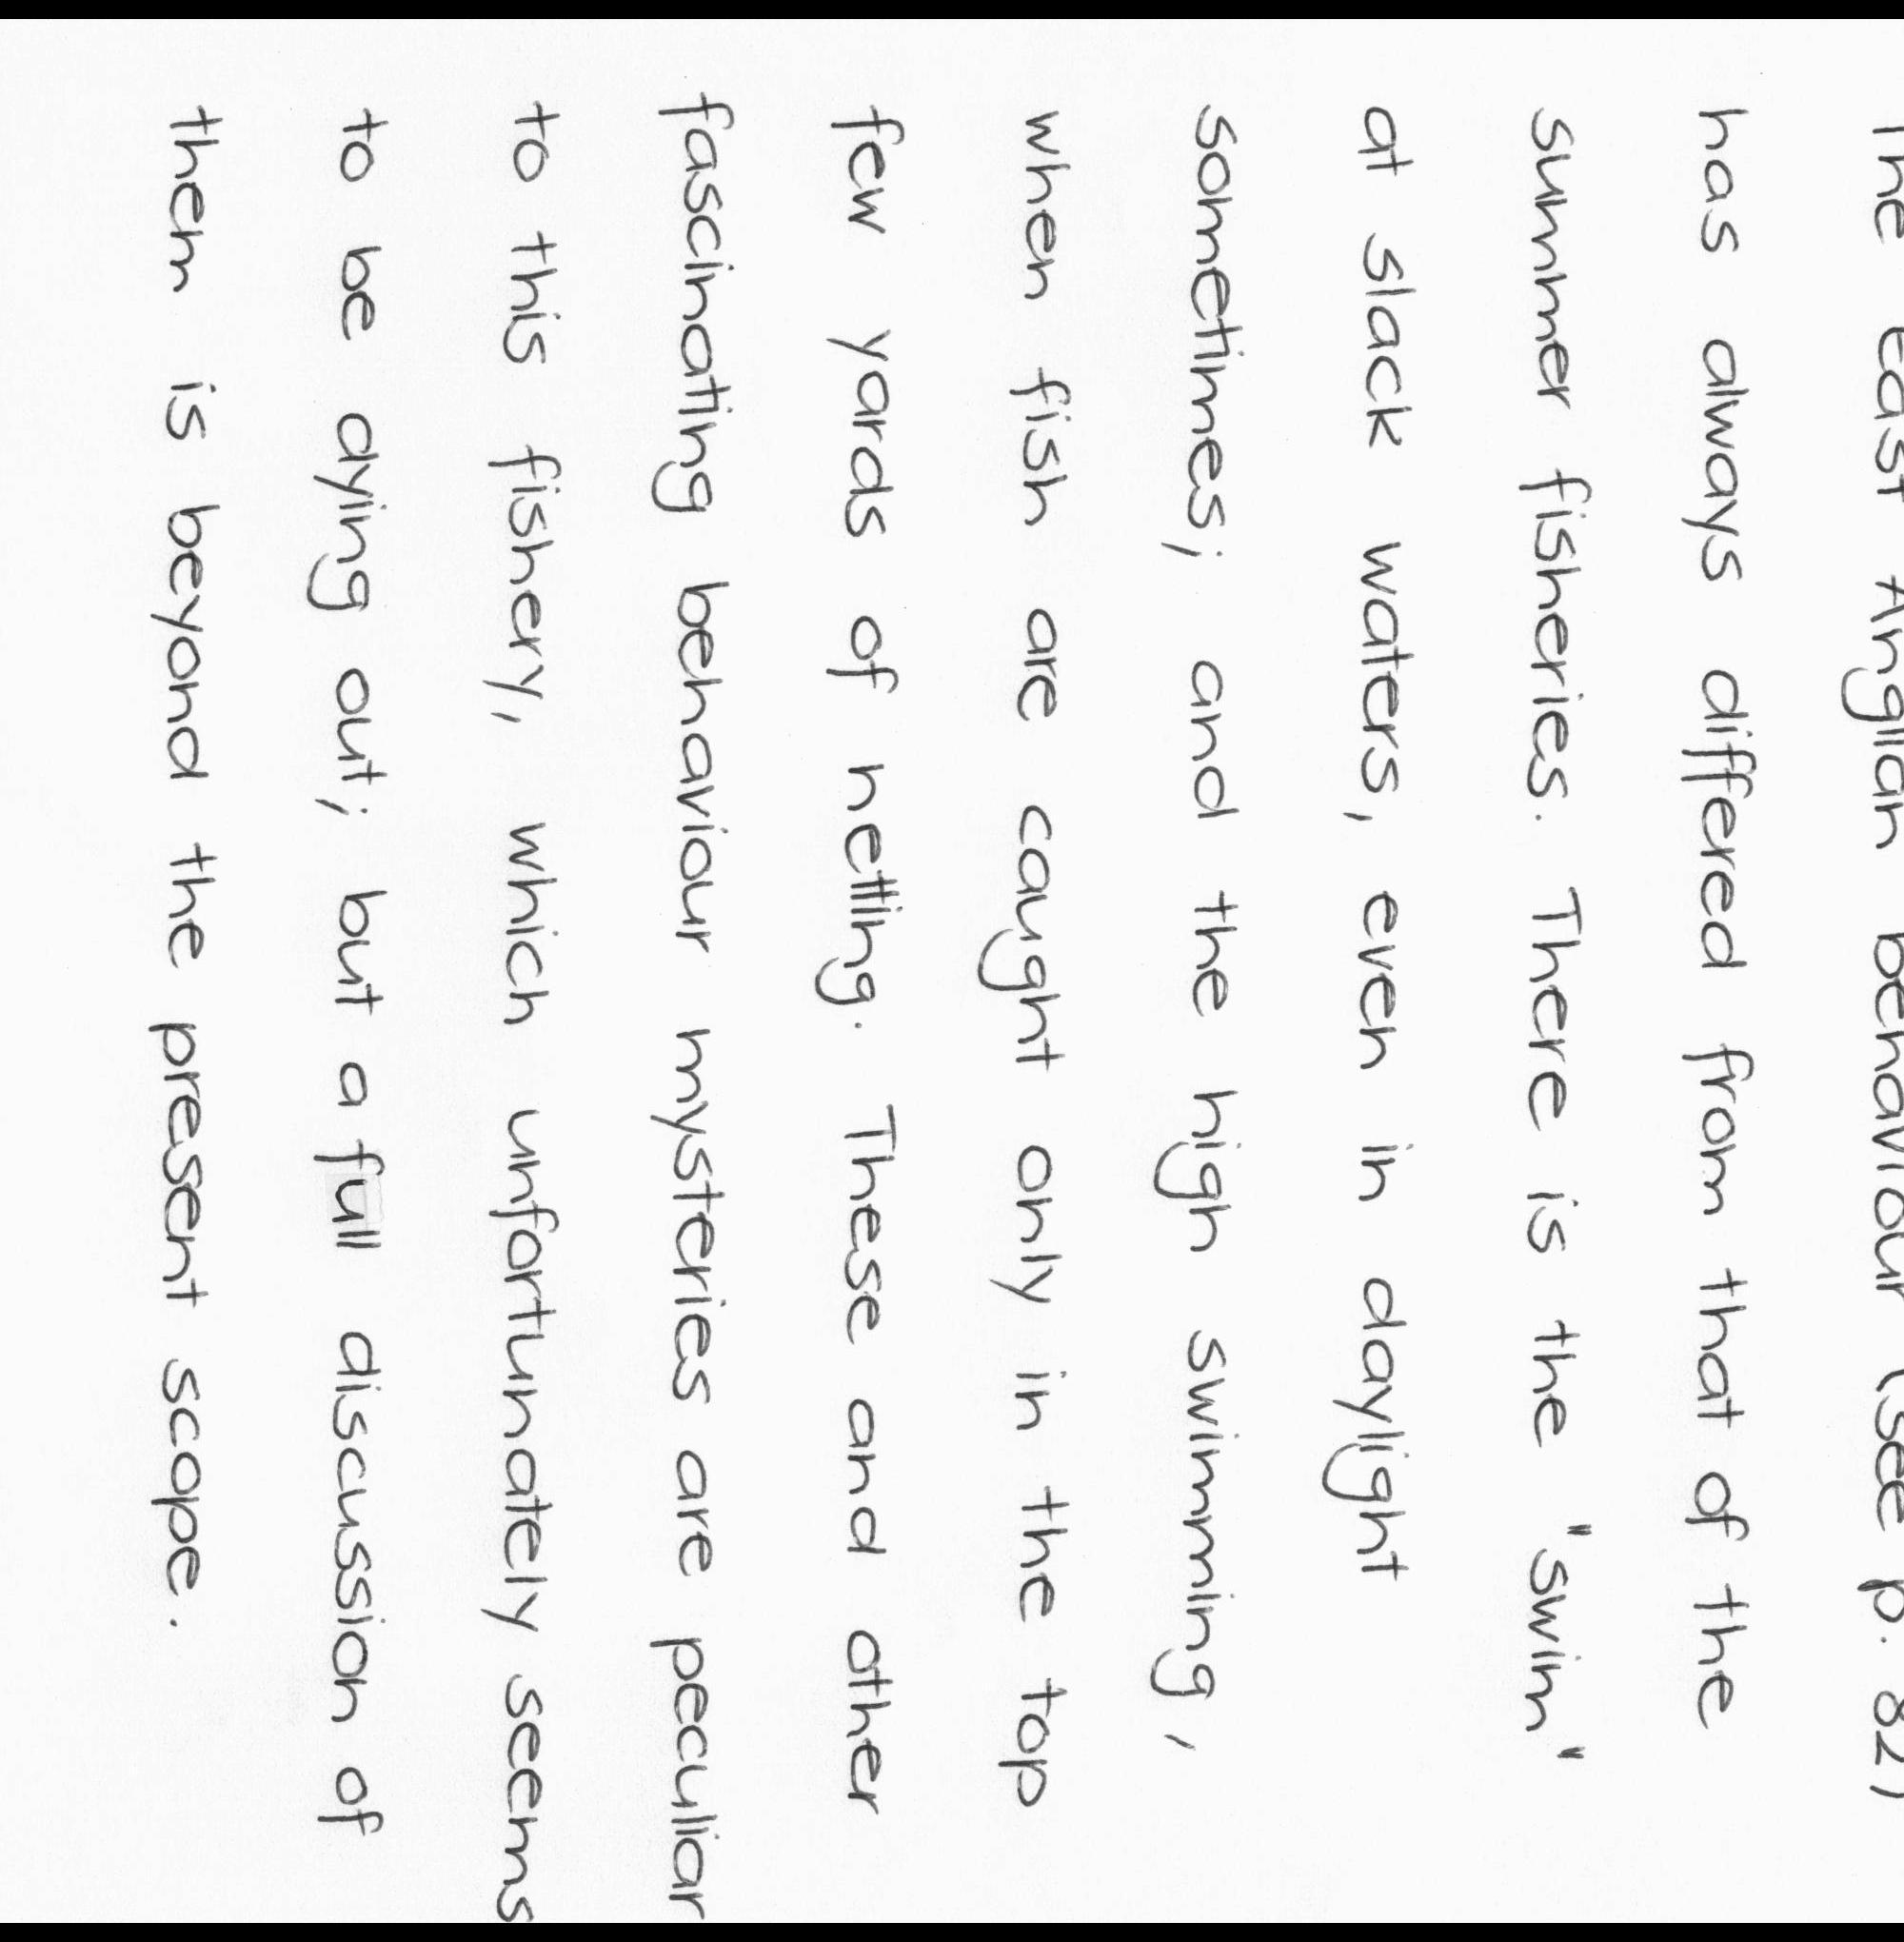 The East Anglian behaviour (see p. 82)
has always differed from that of the
summer fisheries. There is the "swim"
at slack waters, even in daylight
sometimes; and the high swimming,
when fish are caught only in the top
few yards of netting. These and other
fascinating behaviour mysteries are peculiar
to this fishery, which unfortunately seems
to be dying out; but a full discussion of
them is beyond the present scope.